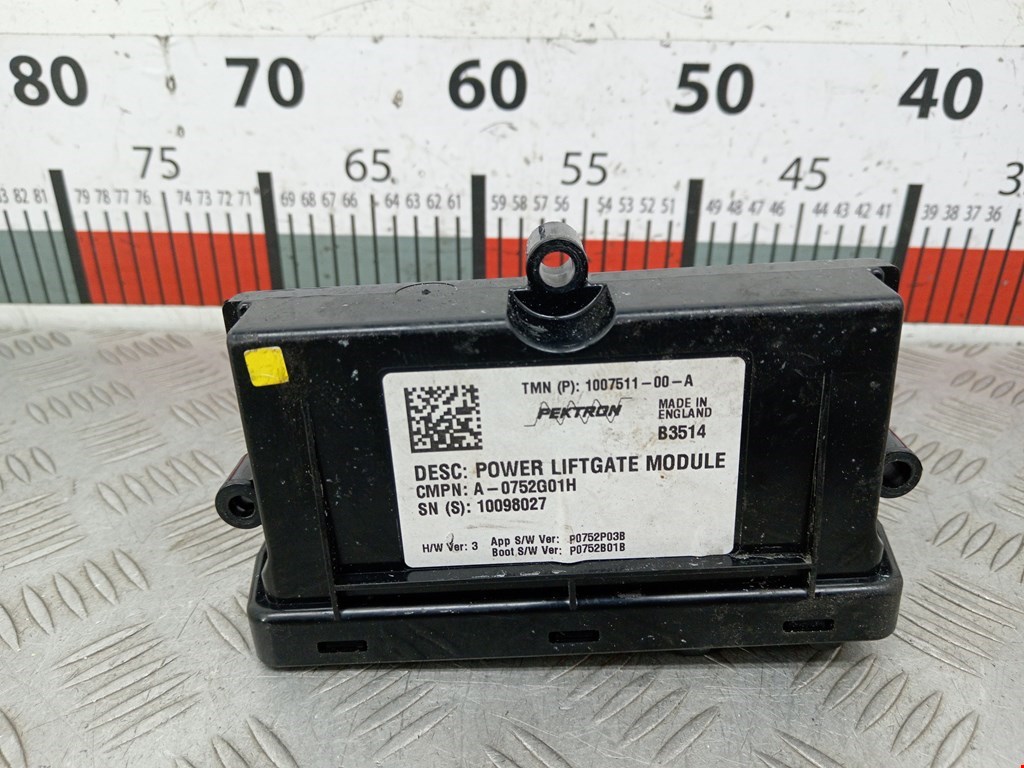 80 70 60 50 40
75 65 55 45
82 81 79 78 77 76 74 73 72 71 69 68 67 66 64 63 62 61 59 58 57 56 54 53 52 51 49 48 47 46 44 43 42 41 39 38 37 36
TMN (P): 1007511-00-A
PEKTRON
MADE IN
ENGLAND
B3514
DESC: POWER LIFTGATE MODULE
CMPN: A-0752G01H
SN (S): 10098027
H/W Ver: 3 App S/W Ver: P0752P03B
Boot S/W Ver: P0752B01B